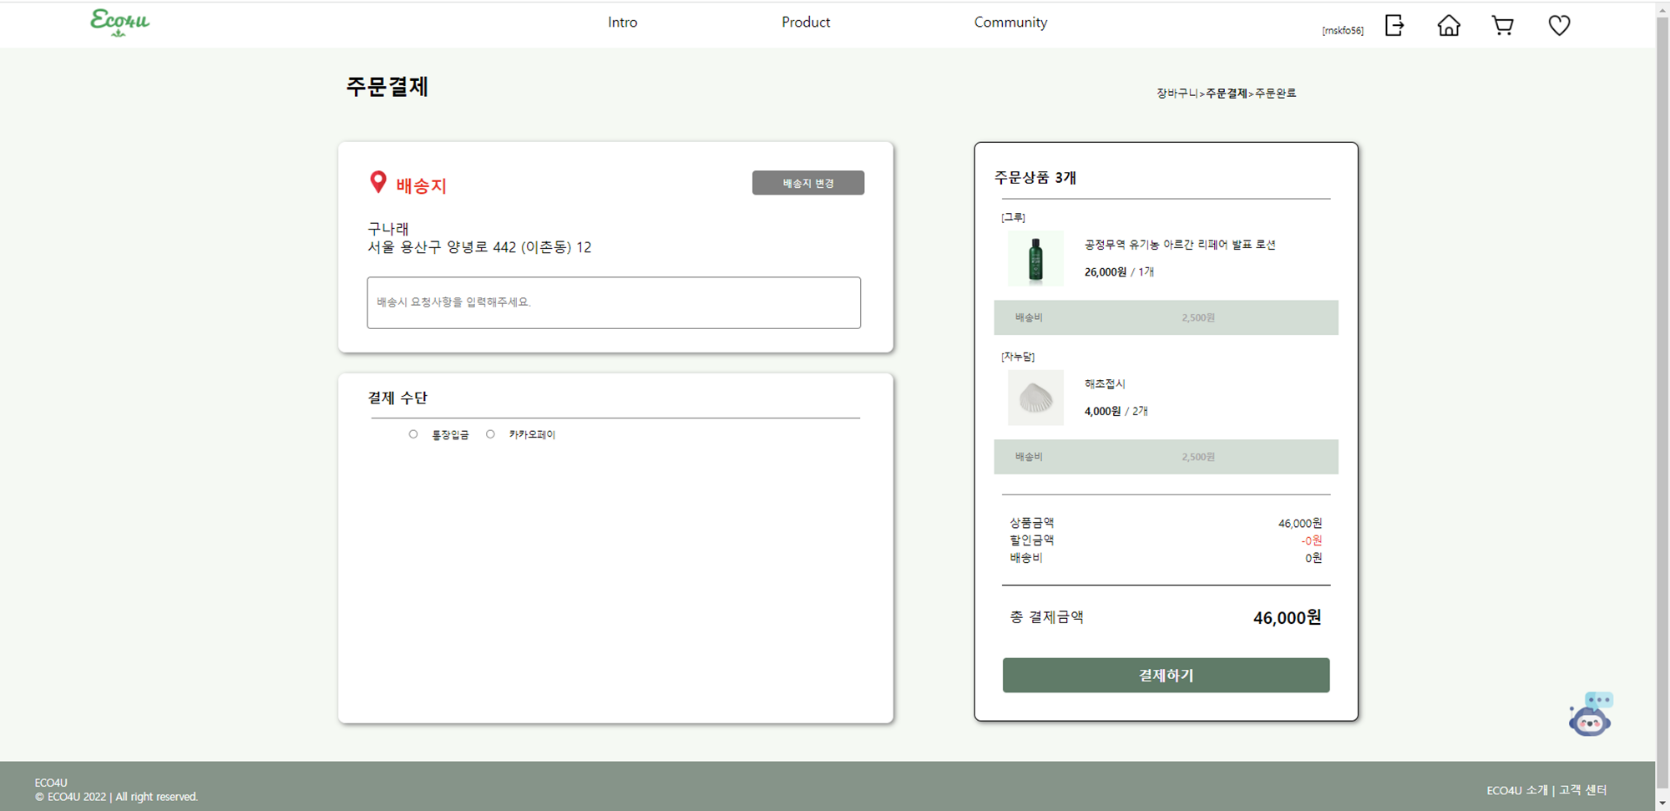 Eco4u
Intro
Product
Community
[rnskfo56]
주문결제
장바구니>주문결제>주문완료
배송지
배송지 변경
구나래
서울 용산구 양녕로 442 (이촌동) 12
배송시 요청사항을 입력해주세요.
결제 수단
통장입금
카카오페이
주문상품 3개
[그루]
공정무역 유기농 아르간 리페어 발표 로션
26,000원 / 1개
배송비 2,500원
[자누담]
해초접시
4,000원 / 2개
배송비 2,500원
상품금액 46,000원
할인금액 -0원
배송비 0원
총 결제금액 46,000원
결제하기
ECO4U
© ECO4U 2022 | All right reserved.
ECO4U 소개 | 고객 센터